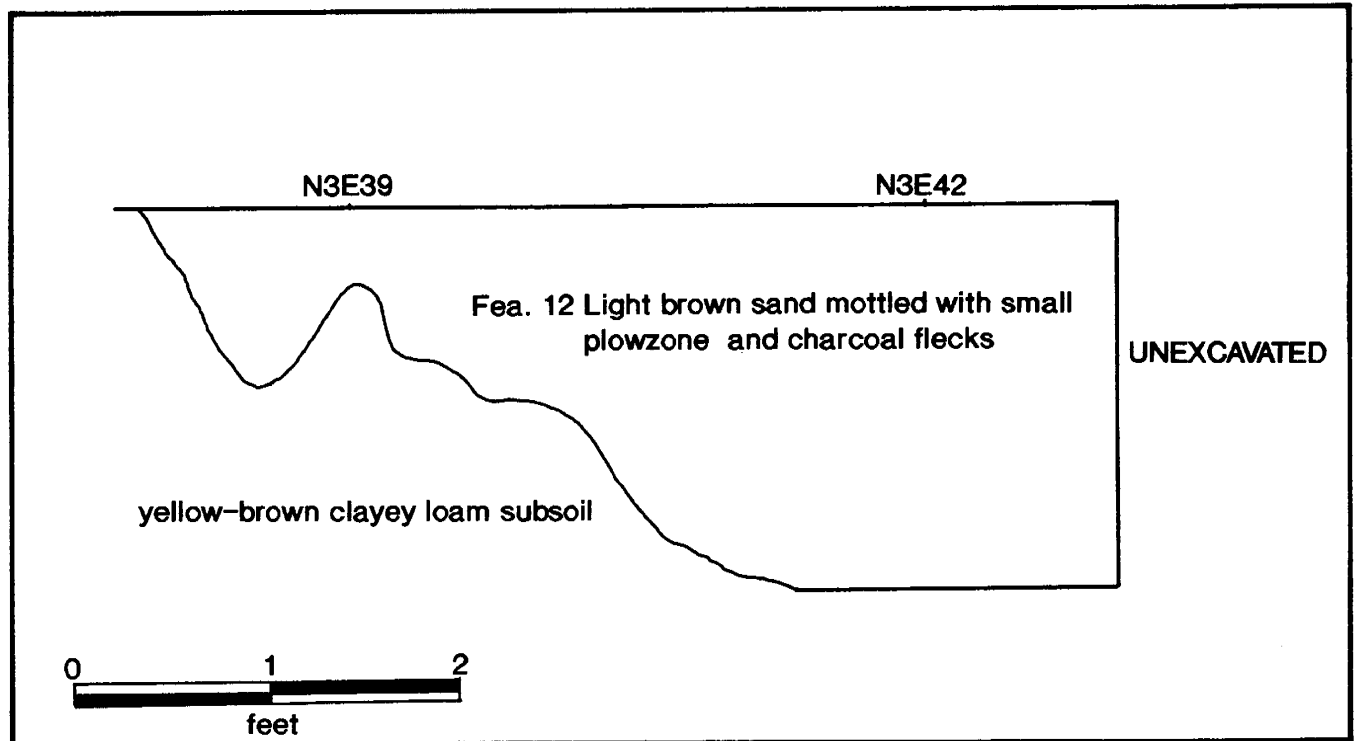 N3E39 N3E42
Fea. 12 Light brown sand mottled with small
plowzone and charcoal flecks
UNEXCAVATED
yellow-brown clayey loam subsoil
0 1 2
feet